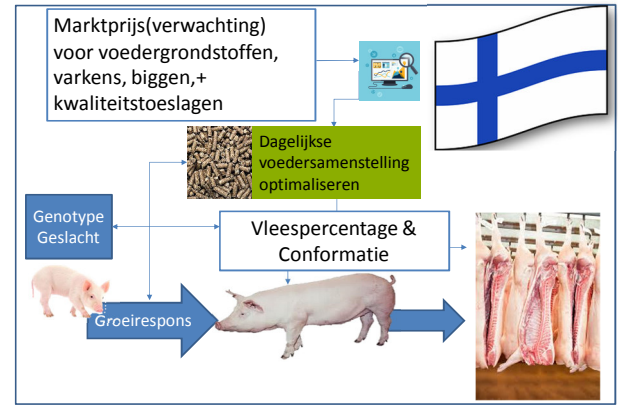 Marktprijs(verwachting)
voor voedergrondstoffen,
varkens, biggen,+
kwaliteitstoeslagen
Dagelijkse
voedersamenstelling
optimaliseren
Genotype
Geslacht
Vleespercentage &
Conformatie
Groeirespons